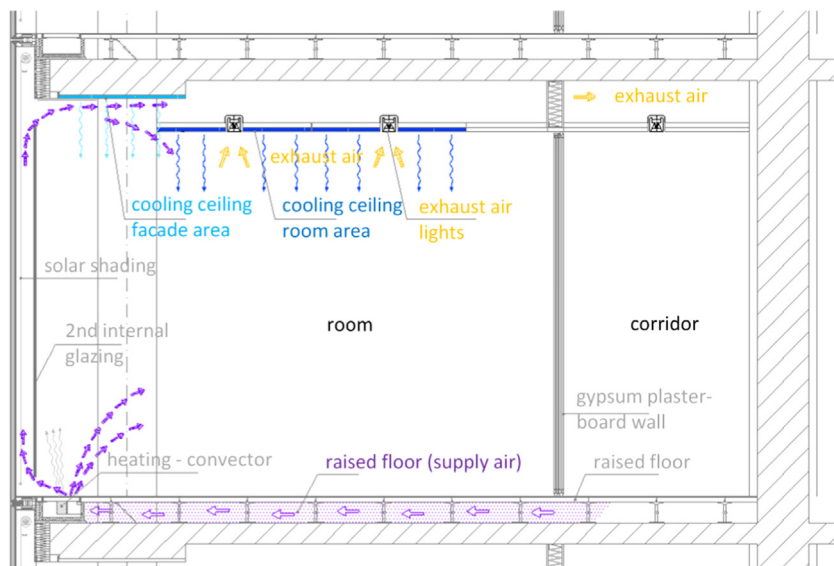 exhaust air
exhaust air
cooling ceiling
facade area
cooling ceiling
room area
exhaust air
lights
solar shading
room
corridor
2nd internal
glazing
gypsum plaster-
board wall
heating - convector
raised floor (supply air)
raised floor